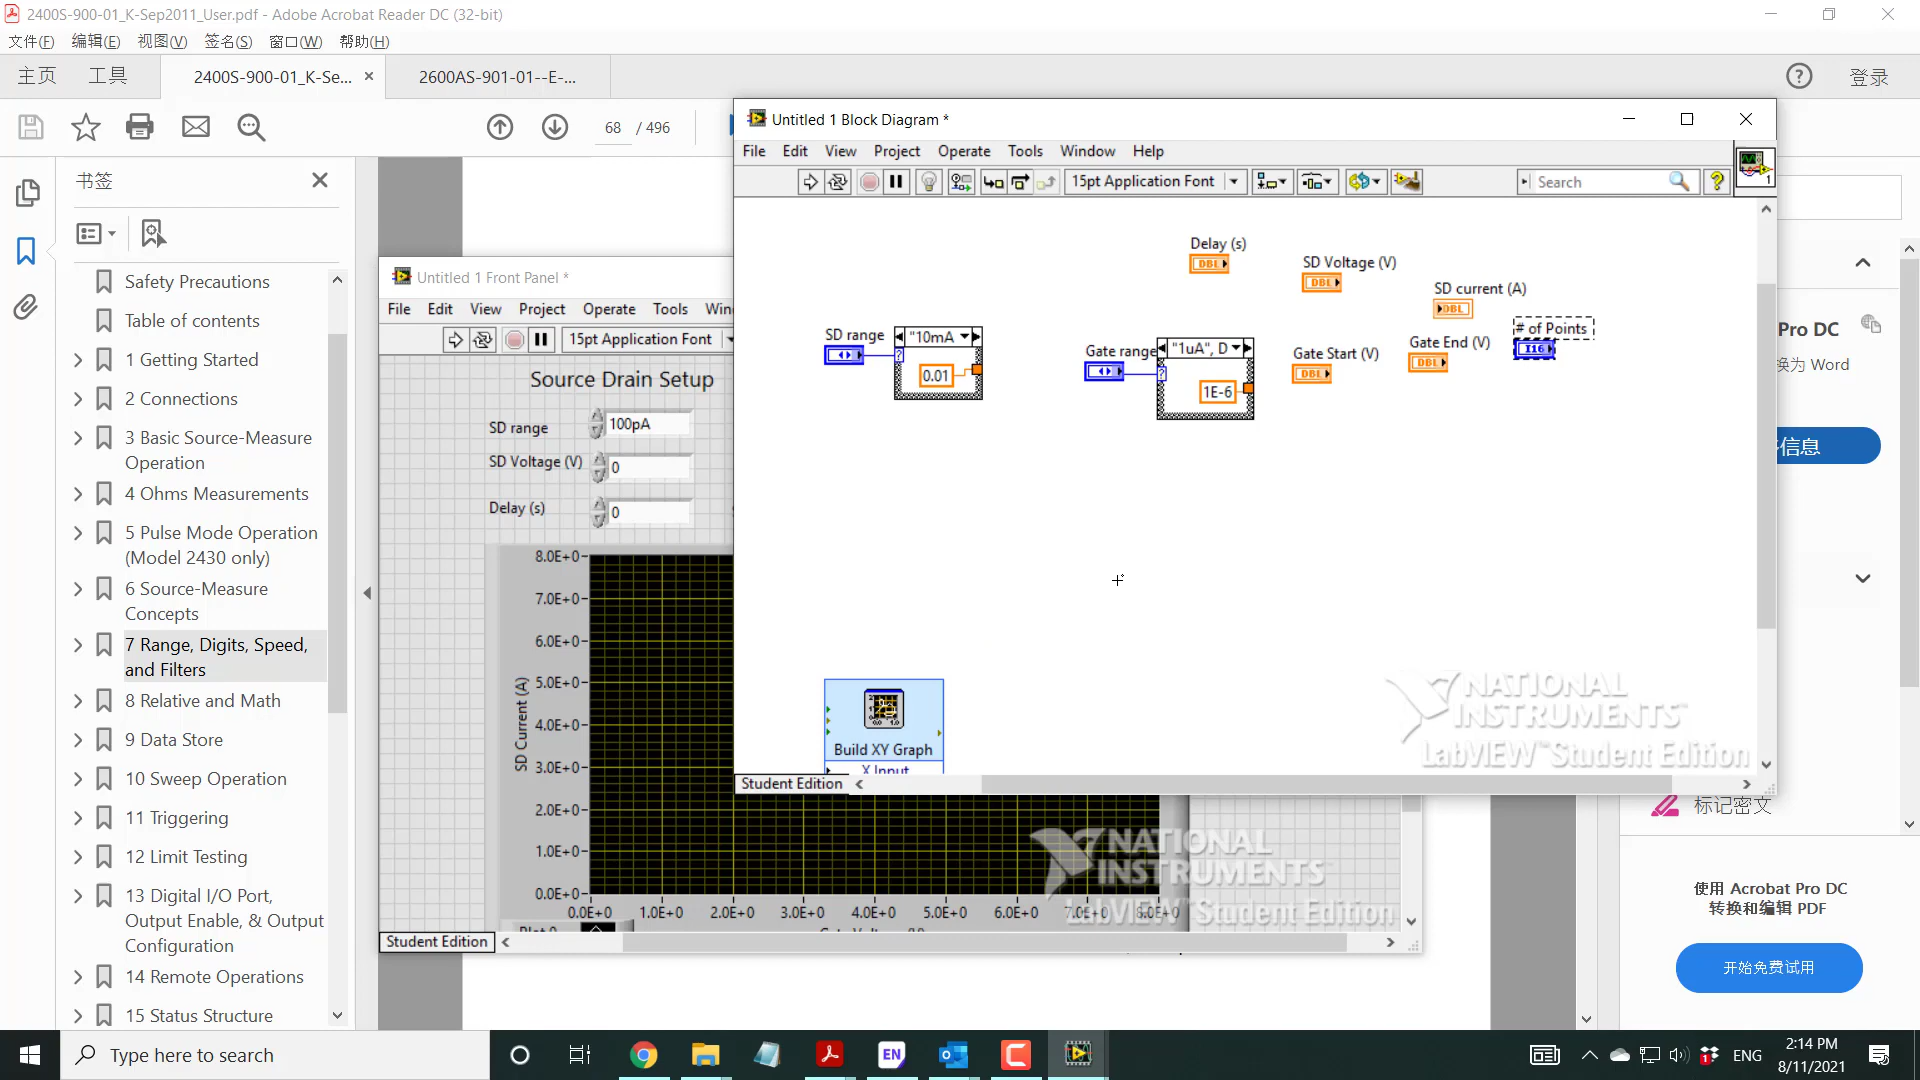 2400S-900-01_K-Sep2011_User.pdf - Adobe Acrobat Reader DC (32-bit)
文件(F) 编辑(E) 视图(V) 签名(S) 窗口(W) 帮助(H)
主页 工具 2400S-900-01_K-Se... × 2600AS-901-01--E-... 登录
68 / 496
书签
Safety Precautions
Table of contents
1 Getting Started
2 Connections
3 Basic Source-Measure
Operation
4 Ohms Measurements
5 Pulse Mode Operation
(Model 2430 only)
6 Source-Measure
Concepts
7 Range, Digits, Speed,
and Filters
8 Relative and Math
9 Data Store
10 Sweep Operation
11 Triggering
12 Limit Testing
13 Digital I/O Port,
Output Enable, & Output
Configuration
14 Remote Operations
15 Status Structure
Untitled 1 Front Panel *
File Edit View Project Operate Tools
15pt Application Font
Source Drain Setup
SD range 100pA
SD Voltage (V) 0
Delay (s) 0
SD Current (A)
8.0E+0
7.0E+0
6.0E+0
5.0E+0
4.0E+0
3.0E+0
2.0E+0
1.0E+0
0.0E+0
0.0E+0 1.0E+0 2.0E+0 3.0E+0 4.0E+0 5.0E+0 6.0E+0 7.0E+0 8.0E+0
NATIONAL
INSTRUMENTS
LabVIEW™ Student Edition
Student Edition
Untitled 1 Block Diagram *
File Edit View Project Operate Tools Window Help
15pt Application Font Search
1
Delay (s)
DBL
SD Voltage (V)
DBL
SD current (A)
DBL
# of Points
I16
SD range
"10mA
0.01
Gate range
"1uA", D
1E-6
Gate Start (V)
DBL
Gate End (V)
DBL
Build XY Graph
X Input
NATIONAL
INSTRUMENTS
LabVIEW™ Student Edition
Student Edition
Pro DC
换为 Word
信息
标记密文
使用 Acrobat Pro DC
转换和编辑 PDF
开始免费试用
Type here to search
EN
ENG
2:14 PM
8/11/2021